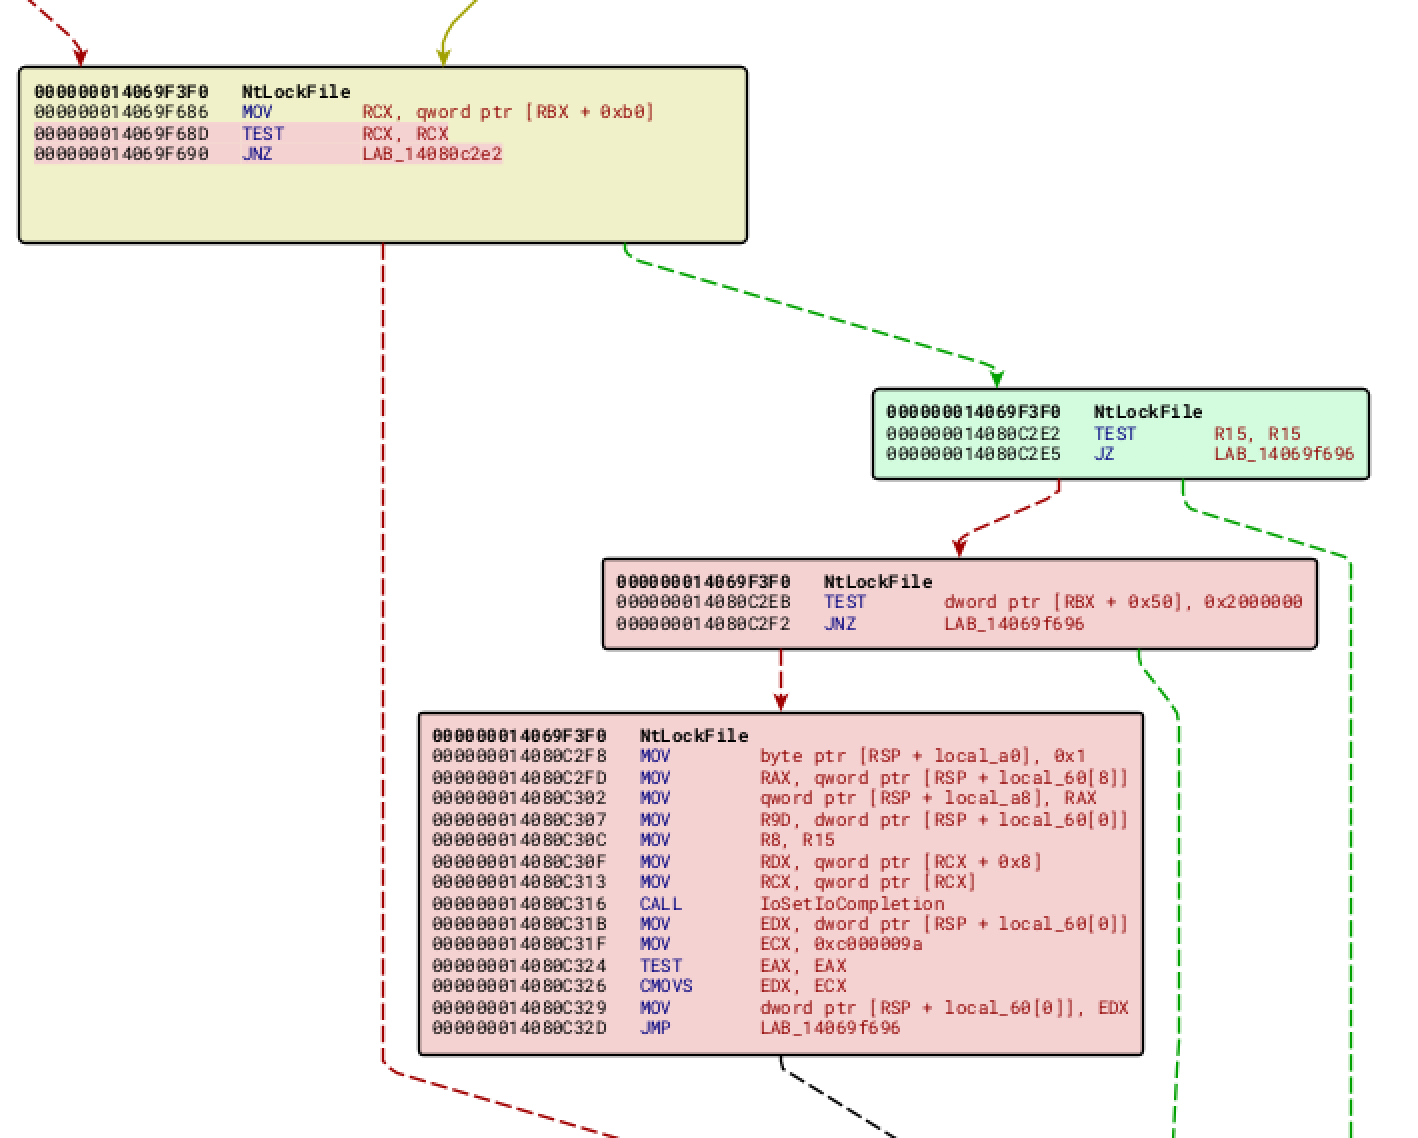 000000014069F3F0 NtLockFile
000000014069F686 MOV RCX, qword ptr [RBX + 0xb0]
000000014069F68D TEST RCX, RCX
000000014069F690 JNZ LAB_14080c2e2
000000014069F3F0 NtLockFile
000000014080C2E2 TEST R15, R15
000000014080C2E5 JZ LAB_14069f696
000000014069F3F0 NtLockFile
000000014080C2EB TEST dword ptr [RBX + 0x50], 0x2000000
000000014080C2F2 JNZ LAB_14069f696
000000014069F3F0 NtLockFile
000000014080C2F8 MOV byte ptr [RSP + local_a0], 0x1
000000014080C2FD MOV RAX, qword ptr [RSP + local_60[8]]
000000014080C302 MOV qword ptr [RSP + local_a8], RAX
000000014080C307 MOV R9D, dword ptr [RSP + local_60[0]]
000000014080C30C MOV R8, R15
000000014080C30F MOV RDX, qword ptr [RCX + 0x8]
000000014080C313 MOV RCX, qword ptr [RCX]
000000014080C316 CALL IoSetIoCompletion
000000014080C31B MOV EDX, dword ptr [RSP + local_60[0]]
000000014080C31F MOV ECX, 0xc000009a
000000014080C324 TEST EAX, EAX
000000014080C326 CMOVS EDX, ECX
000000014080C329 MOV dword ptr [RSP + local_60[0]], EDX
000000014080C32D JMP LAB_14069f696